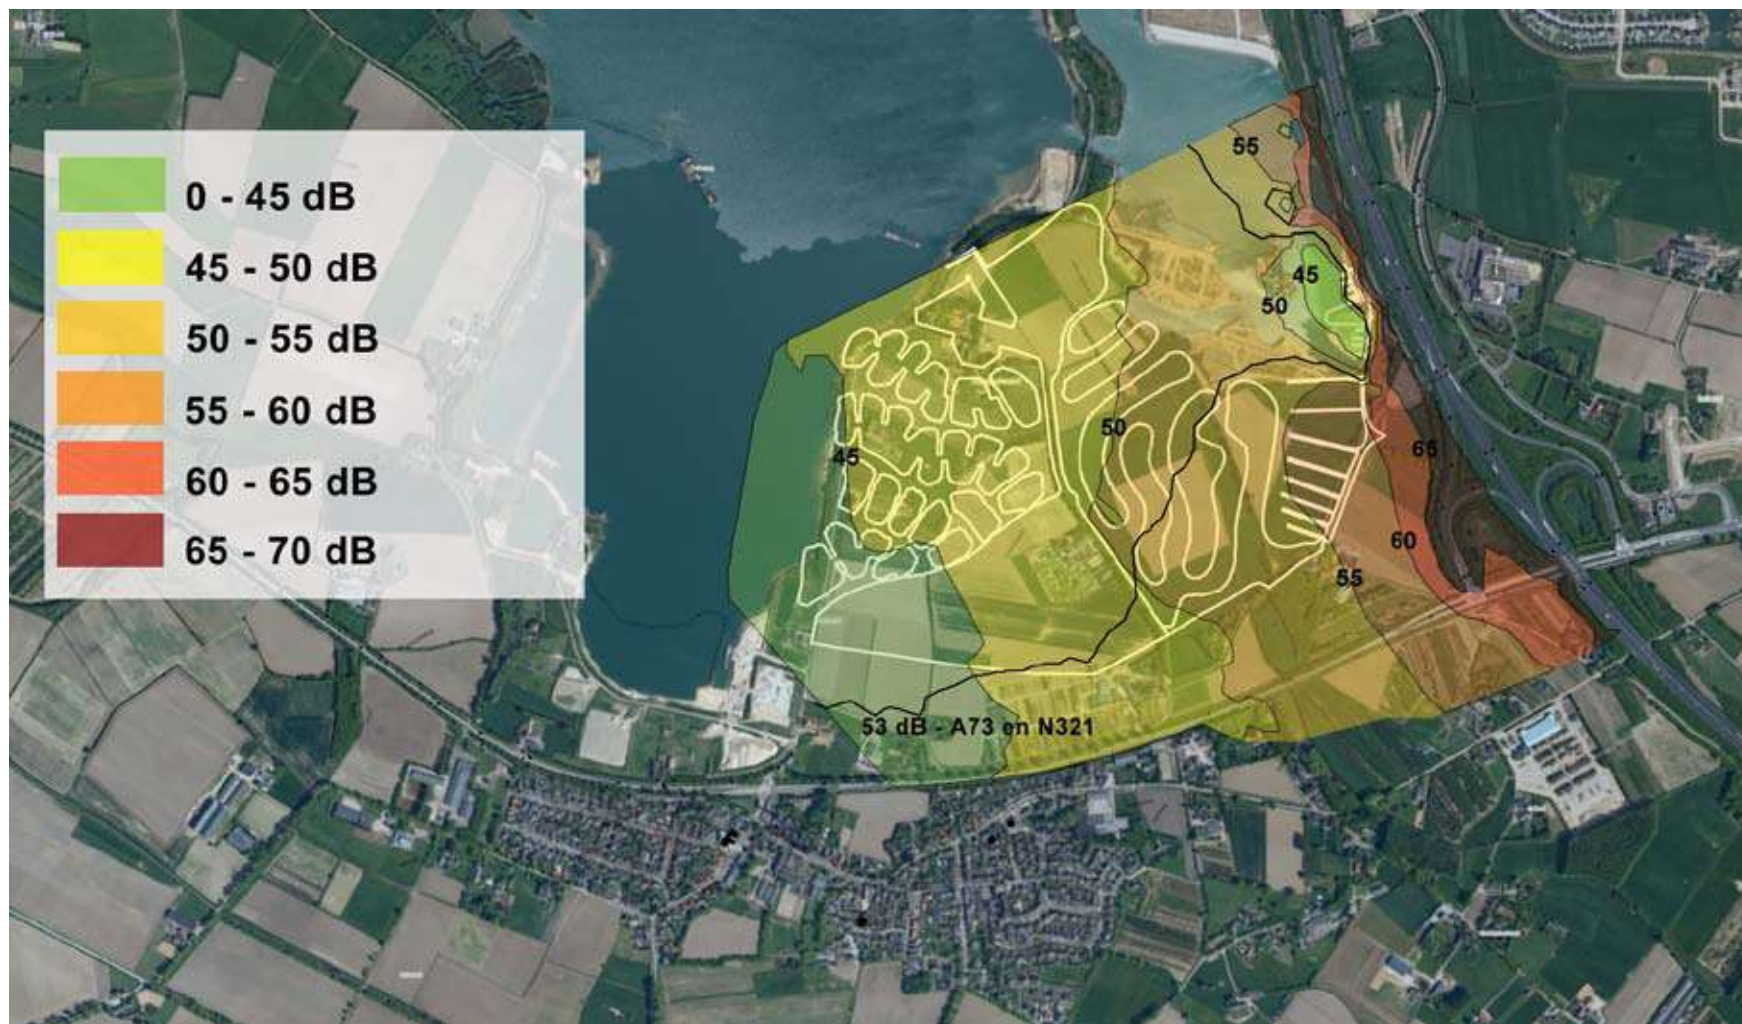 0 - 45 dB
45 - 50 dB
50 - 55 dB
55 - 60 dB
60 - 65 dB
65 - 70 dB
55
45
50
50
65
45
60
55
53 dB - A73 en N321